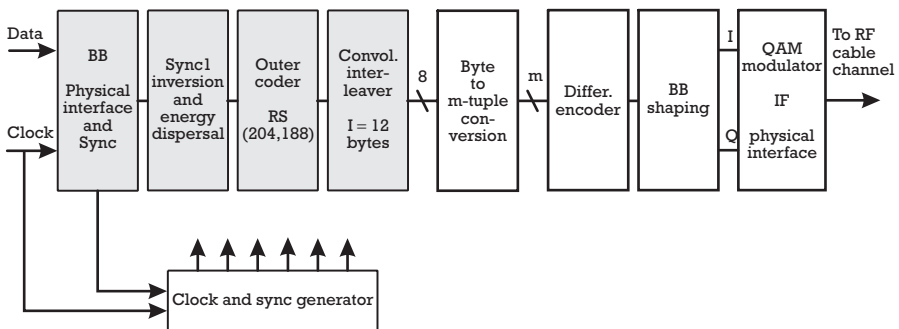 Data
Clock
BB
Physical
interface
and
Sync
Sync1
inversion
and
energy
dispersal
Outer
coder
RS
(204,188)
Convol.
inter-
leaver
I = 12
bytes
8
Byte
to
m-tuple
con-
version
m
Differ.
encoder
BB
shaping
I
Q
QAM
modulator
IF
physical
interface
To RF
cable
channel
Clock and sync generator